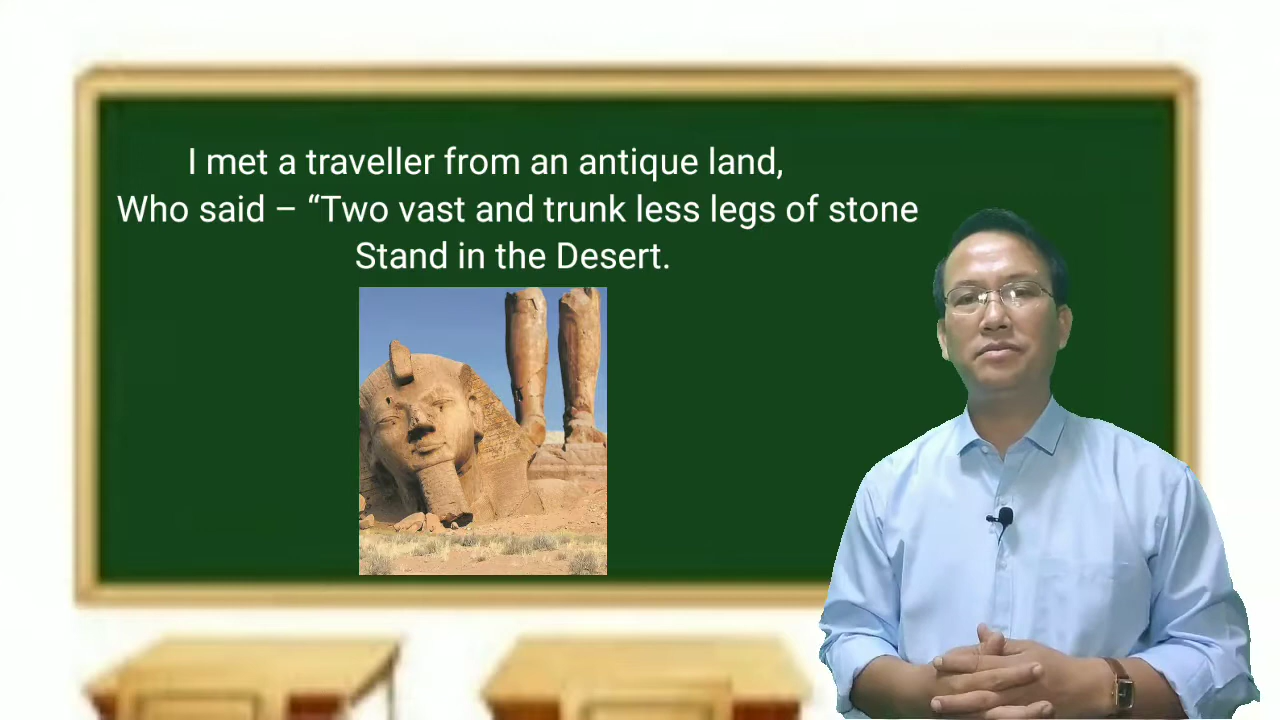 I met a traveller from an antique land,
Who said – “Two vast and trunk less legs of stone
Stand in the Desert.